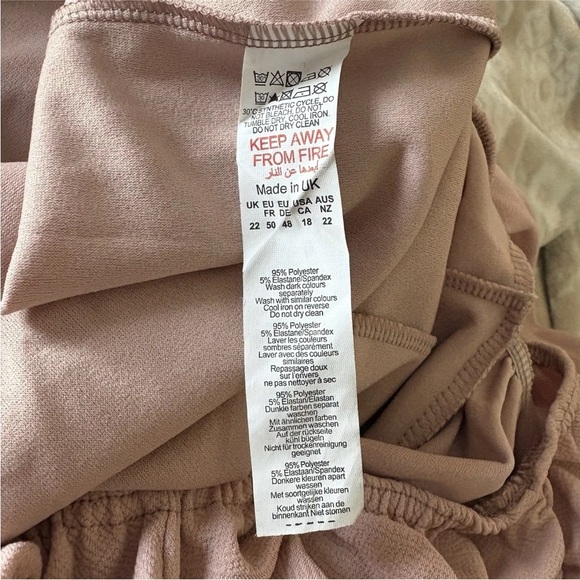 30°C SYNTHETIC CYCLE, DO
NOT BLEACH, DO NOT
TUMBLE DRY, COOL IRON.
DO NOT DRY CLEAN
KEEP AWAY
FROM FIRE
أبعدها عن النار
Made in UK
UK EU EU USA AUS
FR DE CA NZ
22 50 48 18 22
95% Polyester
5% Elastane/Spandex
Wash dark colours
separately
Wash with similar colours
Cool iron on reverse
Do not dry clean
95% Polyester
5% Elastane/Spandex
Laver les couleurs
sombres séparément
Laver avec des couleurs
similaires
Repassage doux
sur l'envers
ne pas nettoyer à sec
95% Polyester
5% Elastan/Elastan
Dunkle farben separat
waschen
Mit ähnlichen farben
Zusammen waschen
Auf der rückseite
kühl bügeln
Nicht für trockenreinigung
geeignet
95% Polyester
5% Elastaan/Spandex
Donkere kleuren apart
wassen
Met soortgelijke kleuren
wassen
Koud strijken aan de
binnenkant Niet stomen